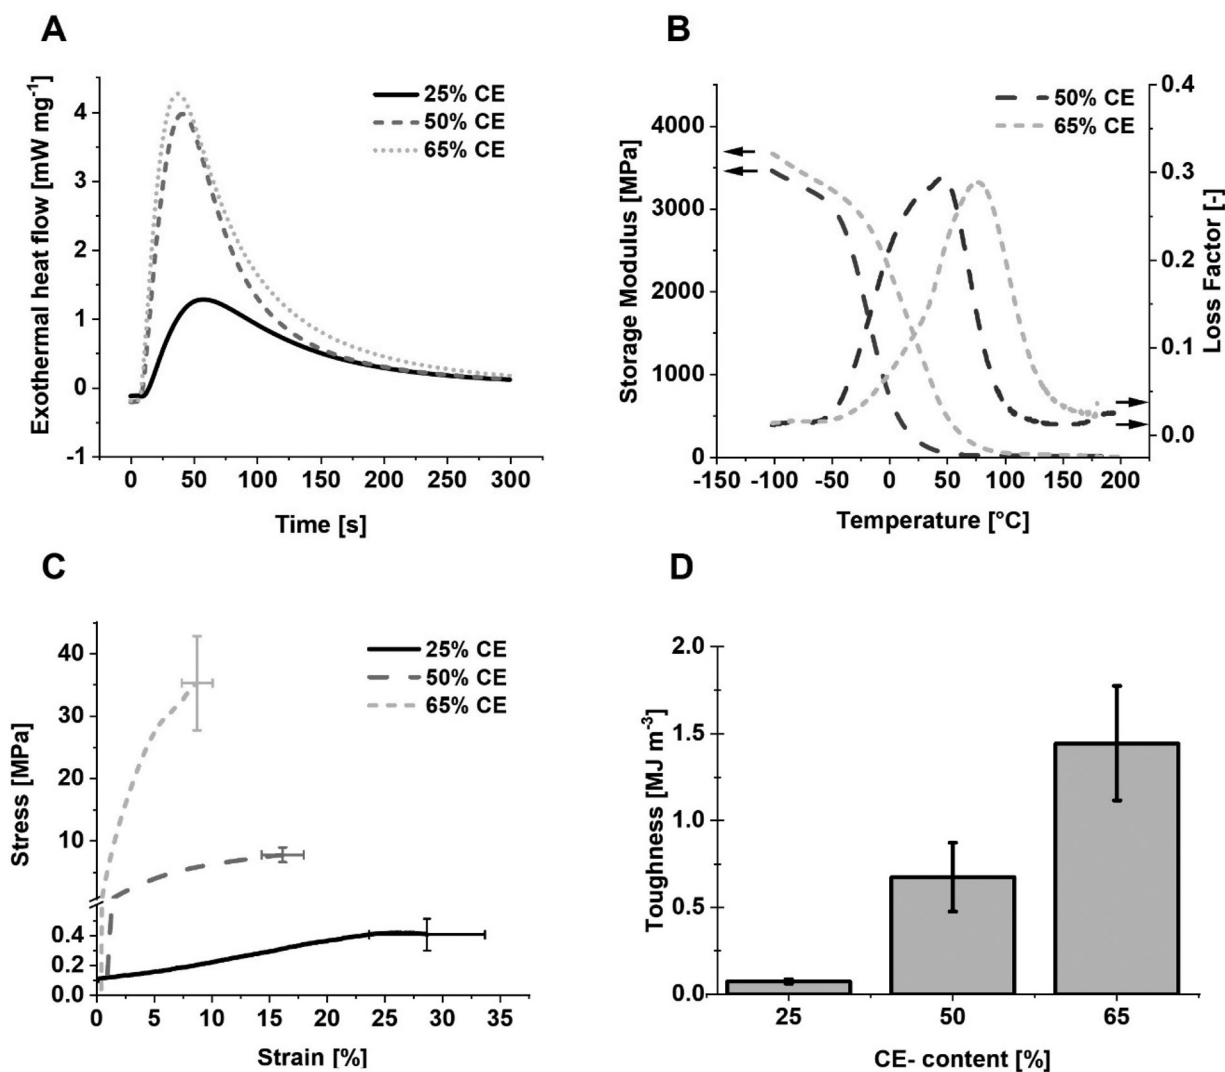 A
Exothermal heat flow [mW mg-1]
4
3
2
1
0
-1
25% CE
50% CE
65% CE
0 50 100 150 200 250 300
Time [s]
B
Storage Modulus [MPa]
4000
3000
2000
1000
0
50% CE
65% CE
0.4
0.3
0.2
0.1
0.0
Loss Factor [-]
-150 -100 -50 0 50 100 150 200
Temperature [°C]
C
Stress [MPa]
40
30
20
10
0.4
0.2
0.0
25% CE
50% CE
65% CE
0 5 10 15 20 25 30 35
Strain [%]
D
Toughness [MJ m-3]
2.0
1.5
1.0
0.5
0.0
25 50 65
CE- content [%]